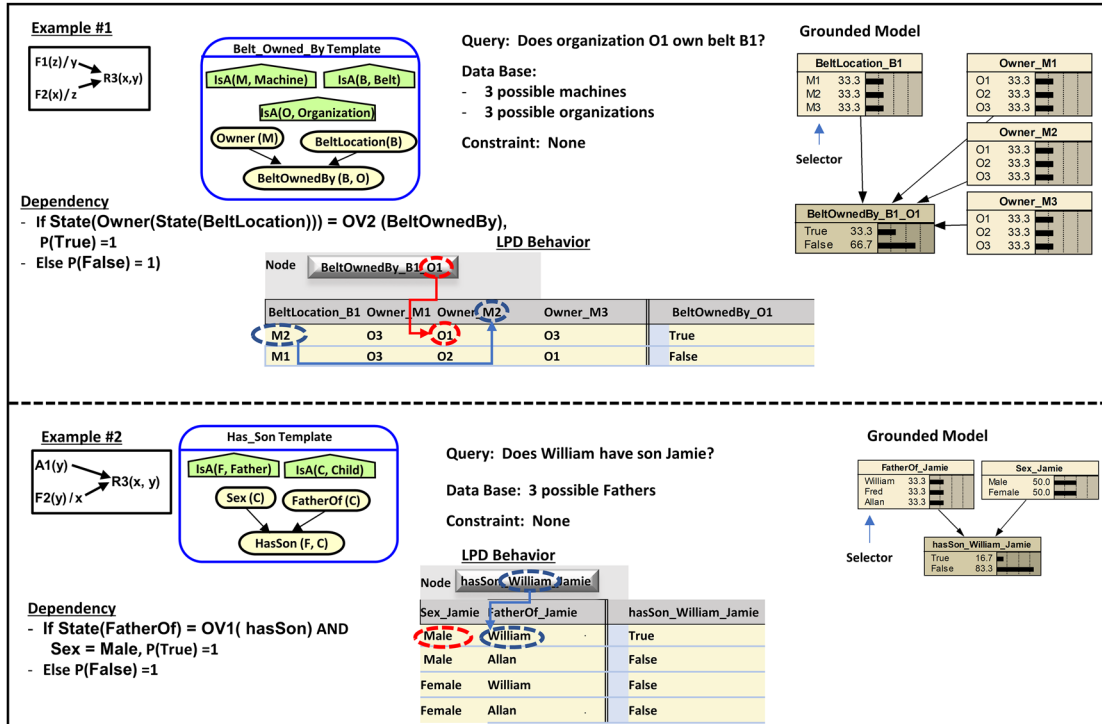 Example #1
F1(z)/y
F2(x)/z
R3(x,y)
Belt_Owned_By Template
IsA(M, Machine)
IsA(B, Belt)
IsA(O, Organization)
Owner (M)
BeltLocation(B)
BeltOwnedBy (B, O)
Query: Does organization O1 own belt B1?
Data Base:
- 3 possible machines
- 3 possible organizations
Constraint: None
Grounded Model
BeltLocation_B1
M1 33.3
M2 33.3
M3 33.3
Selector
Owner_M1
O1 33.3
O2 33.3
O3 33.3
Owner_M2
O1 33.3
O2 33.3
O3 33.3
Owner_M3
O1 33.3
O2 33.3
O3 33.3
BeltOwnedBy_B1_O1
True 33.3
False 66.7
Dependency
- If State(Owner(State(BeltLocation))) = OV2 (BeltOwnedBy),
P(True) =1
- Else P(False) = 1)
LPD Behavior
Node BeltOwnedBy_B1_O1
BeltLocation_B1 Owner_M1 Owner_M2 Owner_M3 BeltOwnedBy_O1
M2 O3 O1 O3 True
M1 O3 O2 O1 False
Example #2
A1(y)
F2(y)/x
R3(x, y)
Has_Son Template
IsA(F, Father)
IsA(C, Child)
Sex (C)
FatherOf (C)
HasSon (F, C)
Query: Does William have son Jamie?
Data Base: 3 possible Fathers
Constraint: None
Grounded Model
FatherOf_Jamie
William 33.3
Fred 33.3
Allan 33.3
Selector
Sex_Jamie
Male 50.0
Female 50.0
hasSon_William_Jamie
True 16.7
False 83.3
Dependency
- If State(FatherOf) = OV1( hasSon) AND
Sex = Male, P(True) =1
- Else P(False) =1
LPD Behavior
Node hasSon_William_Jamie
Sex_Jamie FatherOf_Jamie hasSon_William_Jamie
Male William True
Male Allan False
Female William False
Female Allan False